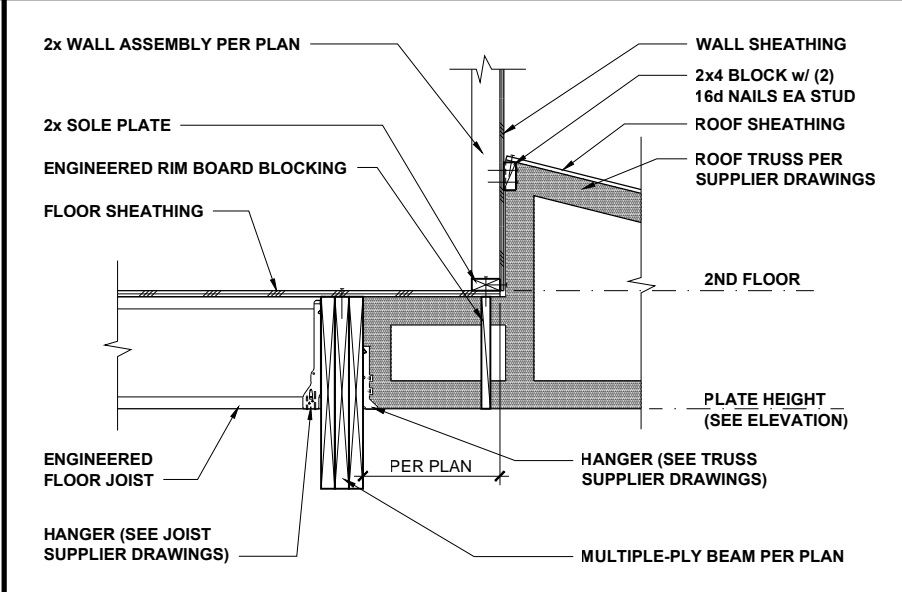 2x WALL ASSEMBLY PER PLAN
2x SOLE PLATE
ENGINEERED RIM BOARD BLOCKING
FLOOR SHEATHING
WALL SHEATHING
2x4 BLOCK w/ (2)
16d NAILS EA STUD
ROOF SHEATHING
ROOF TRUSS PER
SUPPLIER DRAWINGS
2ND FLOOR
PLATE HEIGHT
(SEE ELEVATION)
ENGINEERED
FLOOR JOIST
PER PLAN
HANGER (SEE TRUSS
SUPPLIER DRAWINGS)
HANGER (SEE JOIST
SUPPLIER DRAWINGS)
MULTIPLE-PLY BEAM PER PLAN